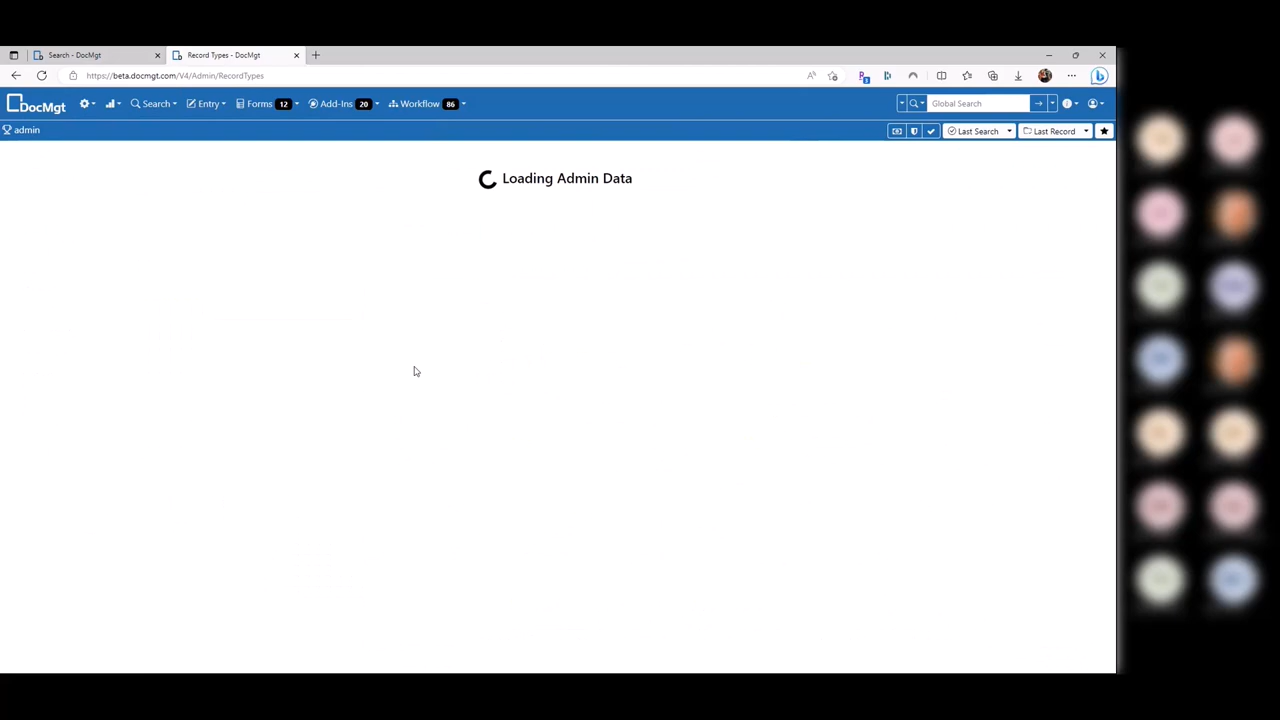 Search - DocMgt
Record Types - DocMgt
https://beta.docmgt.com/V4/Admin/RecordTypes
DocMgt
Search
Entry
Forms 12
Add-Ins 20
Workflow 86
Global Search
admin
Last Search
Last Record
Loading Admin Data